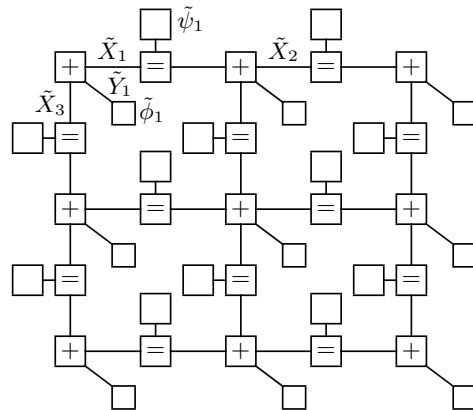 ψ̃₁
+ X̃₁ = + X̃₂ = +
Ỹ₁
X̃₃ ϕ̃₁
= = =
+ = + = +
= = =
+ = + = +